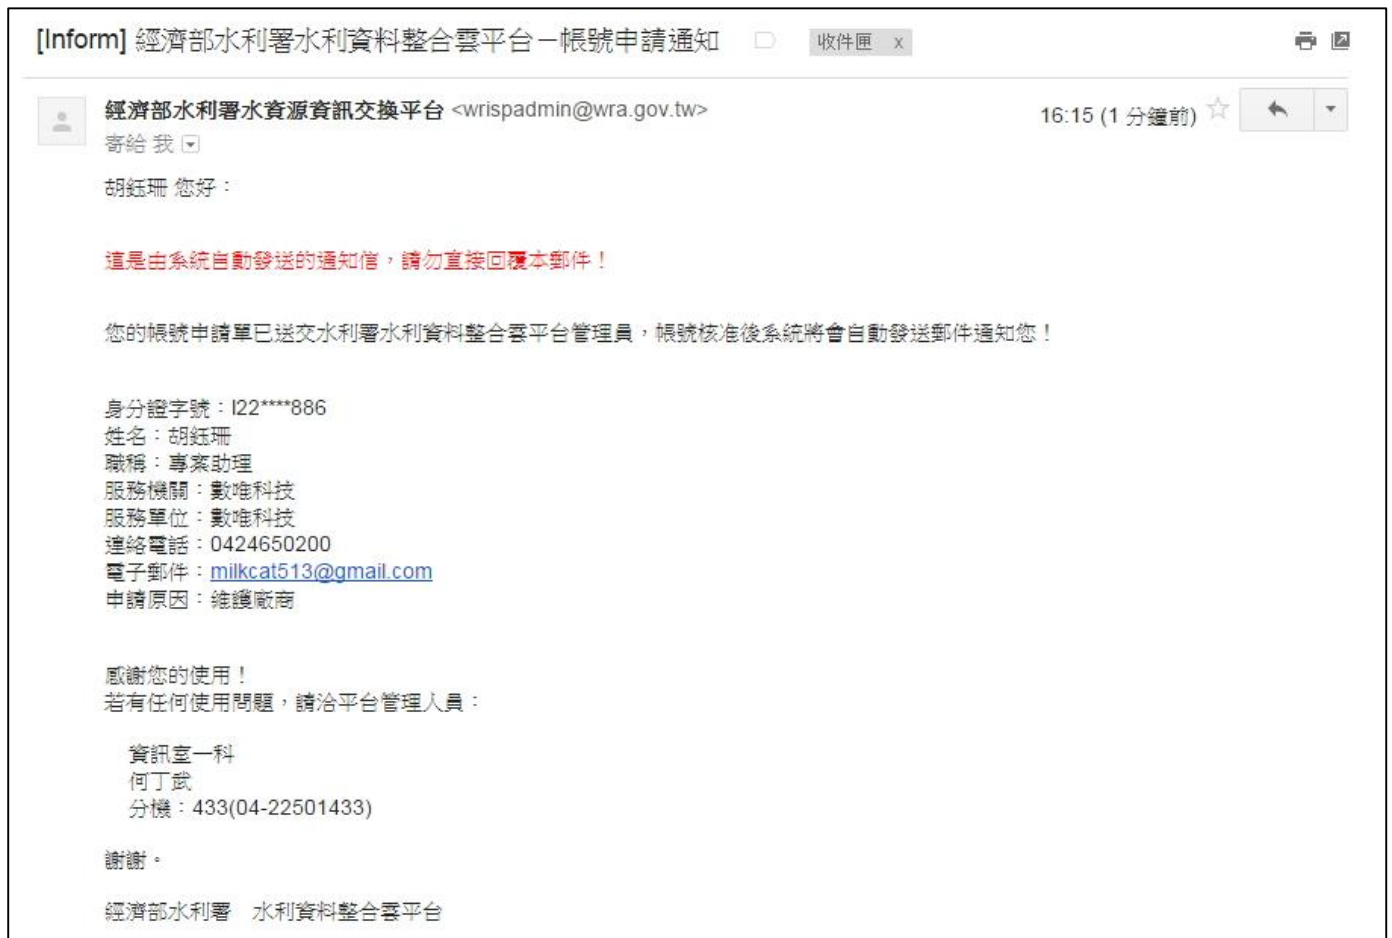 [Inform] 經濟部水利署水利資料整合雲平台－帳號申請通知 收件匣 x
經濟部水利署水資源資訊交換平台 <wrispadmin@wra.gov.tw> 16:15 (1 分鐘前)
寄給 我
胡鈺珊 您好：
這是由系統自動發送的通知信，請勿直接回覆本郵件！
您的帳號申請單已送交水利署水利資料整合雲平台管理員，帳號核准後系統將會自動發送郵件通知您！
身分證字號：I22****886
姓名：胡鈺珊
職稱：專案助理
服務機關：數唯科技
服務單位：數唯科技
連絡電話：0424650200
電子郵件：milkcat513@gmail.com
申請原因：維護廠商
感謝您的使用！
若有任何使用問題，請洽平台管理人員：
資訊室一科
何丁武
分機：433(04-22501433)
謝謝。
經濟部水利署　水利資料整合雲平台